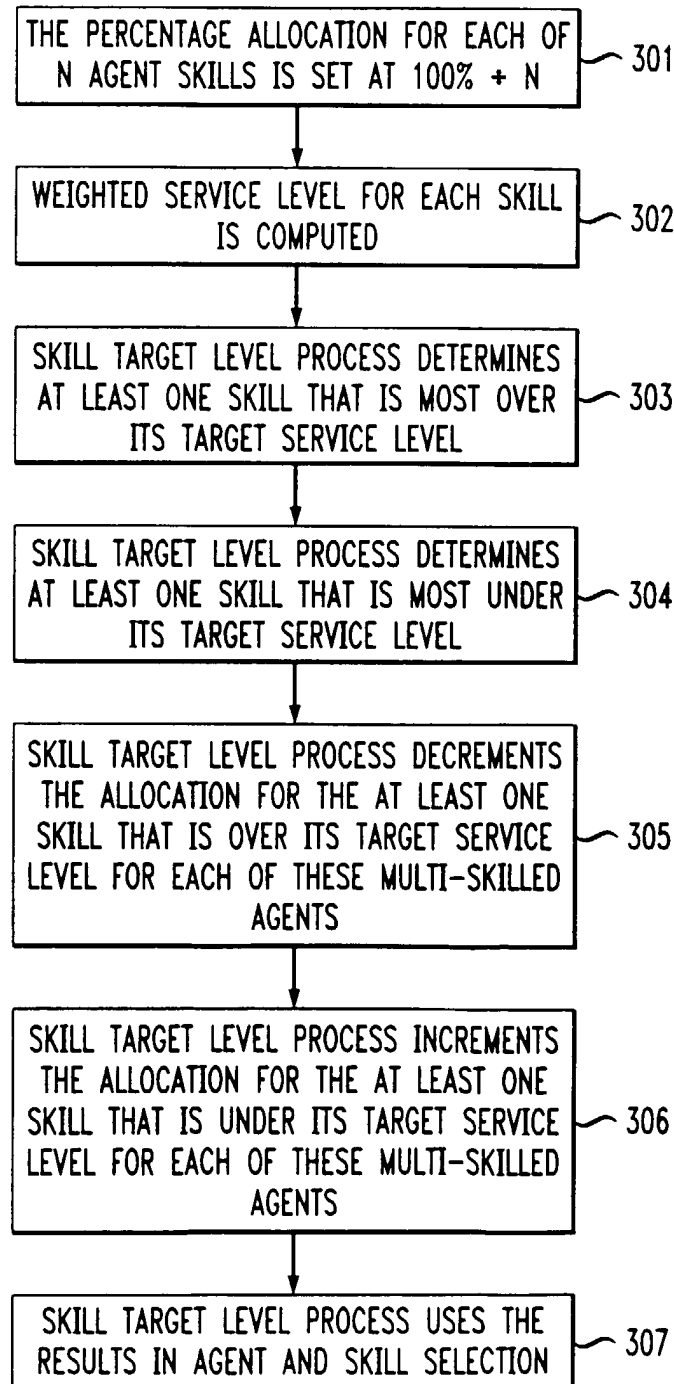 THE PERCENTAGE ALLOCATION FOR EACH OF
N AGENT SKILLS IS SET AT 100% + N
301
WEIGHTED SERVICE LEVEL FOR EACH SKILL
IS COMPUTED
302
SKILL TARGET LEVEL PROCESS DETERMINES
AT LEAST ONE SKILL THAT IS MOST OVER
ITS TARGET SERVICE LEVEL
303
SKILL TARGET LEVEL PROCESS DETERMINES
AT LEAST ONE SKILL THAT IS MOST UNDER
ITS TARGET SERVICE LEVEL
304
SKILL TARGET LEVEL PROCESS DECREMENTS
THE ALLOCATION FOR THE AT LEAST ONE
SKILL THAT IS OVER ITS TARGET SERVICE
LEVEL FOR EACH OF THESE MULTI-SKILLED
AGENTS
305
SKILL TARGET LEVEL PROCESS INCREMENTS
THE ALLOCATION FOR THE AT LEAST ONE
SKILL THAT IS UNDER ITS TARGET SERVICE
LEVEL FOR EACH OF THESE MULTI-SKILLED
AGENTS
306
SKILL TARGET LEVEL PROCESS USES THE
RESULTS IN AGENT AND SKILL SELECTION
307